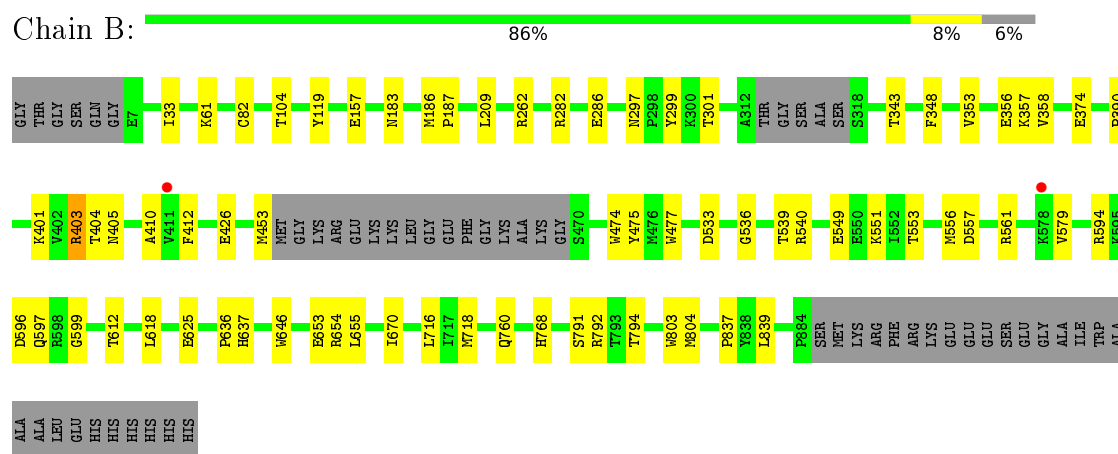 Chain B:
86% 8% 6%
GLY THR GLY SER GLN GLY E7 I33 K61 C82 T104 Y119 E157 N183 M186 P187 L209 R262 R282 E286 N297 P298 Y299 K300 T301 A312 THR GLY SER ALA SER S318 T343 F348 V353 E356 K357 V358 E374
K401 V402 R403 T404 N405 A410 V411 F412 E426 M453 MET GLY LYS ARG GLU LYS LYS LEU GLY GLU PHE GLY LYS ALA LYS GLY S470 W474 Y475 M476 W477 D533 G536 T539 R540 E549 E550 K551 I552 T553 M556 D557 R561 K578 V579 R594 K595
D596 Q597 R598 G599 T612 L618 E625 P636 H637 W646 E653 R654 L655 I670 L716 I717 M718 Q760 H768 S791 R792 T793 T794 W803 M804 P837 Y838 L839 P884 SER MET LYS ARG PHE ARG LYS GLU GLU GLU SER GLU GLY ALA ILE TRP ALA
ALA ALA LEU GLU HIS HIS HIS HIS HIS HIS